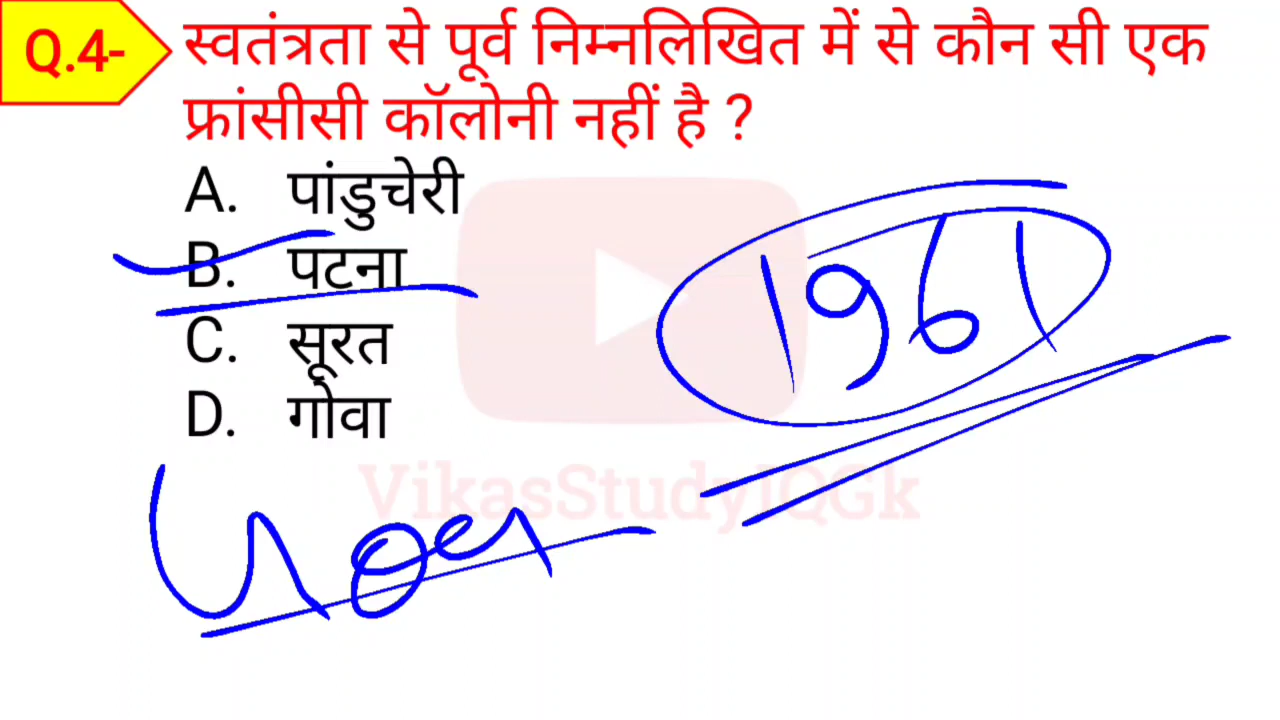 Q.4- स्वतंत्रता से पूर्व निम्नलिखित में से कौन सी एक
फ्रांसीसी कॉलोनी नहीं है ?
A. पांडुचेरी
B. पटना
C. सूरत
D. गोवा
1961
VikasStudyIQGk